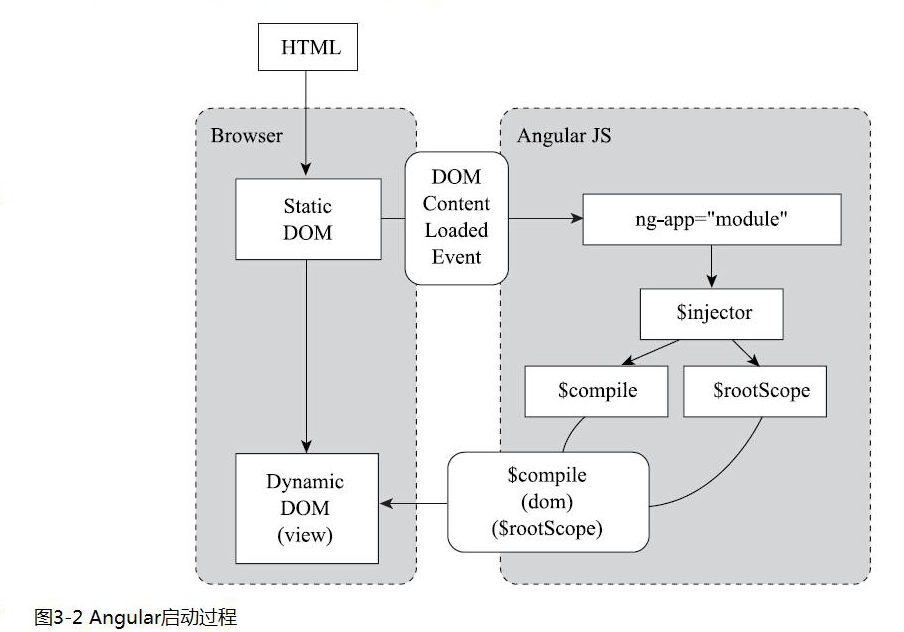 HTML
Browser
Angular JS
Static
DOM
DOM
Content
Loaded
Event
ng-app="module"
$injector
$compile
$rootScope
Dynamic
DOM
(view)
$compile
(dom)
($rootScope)
图3-2 Angular启动过程